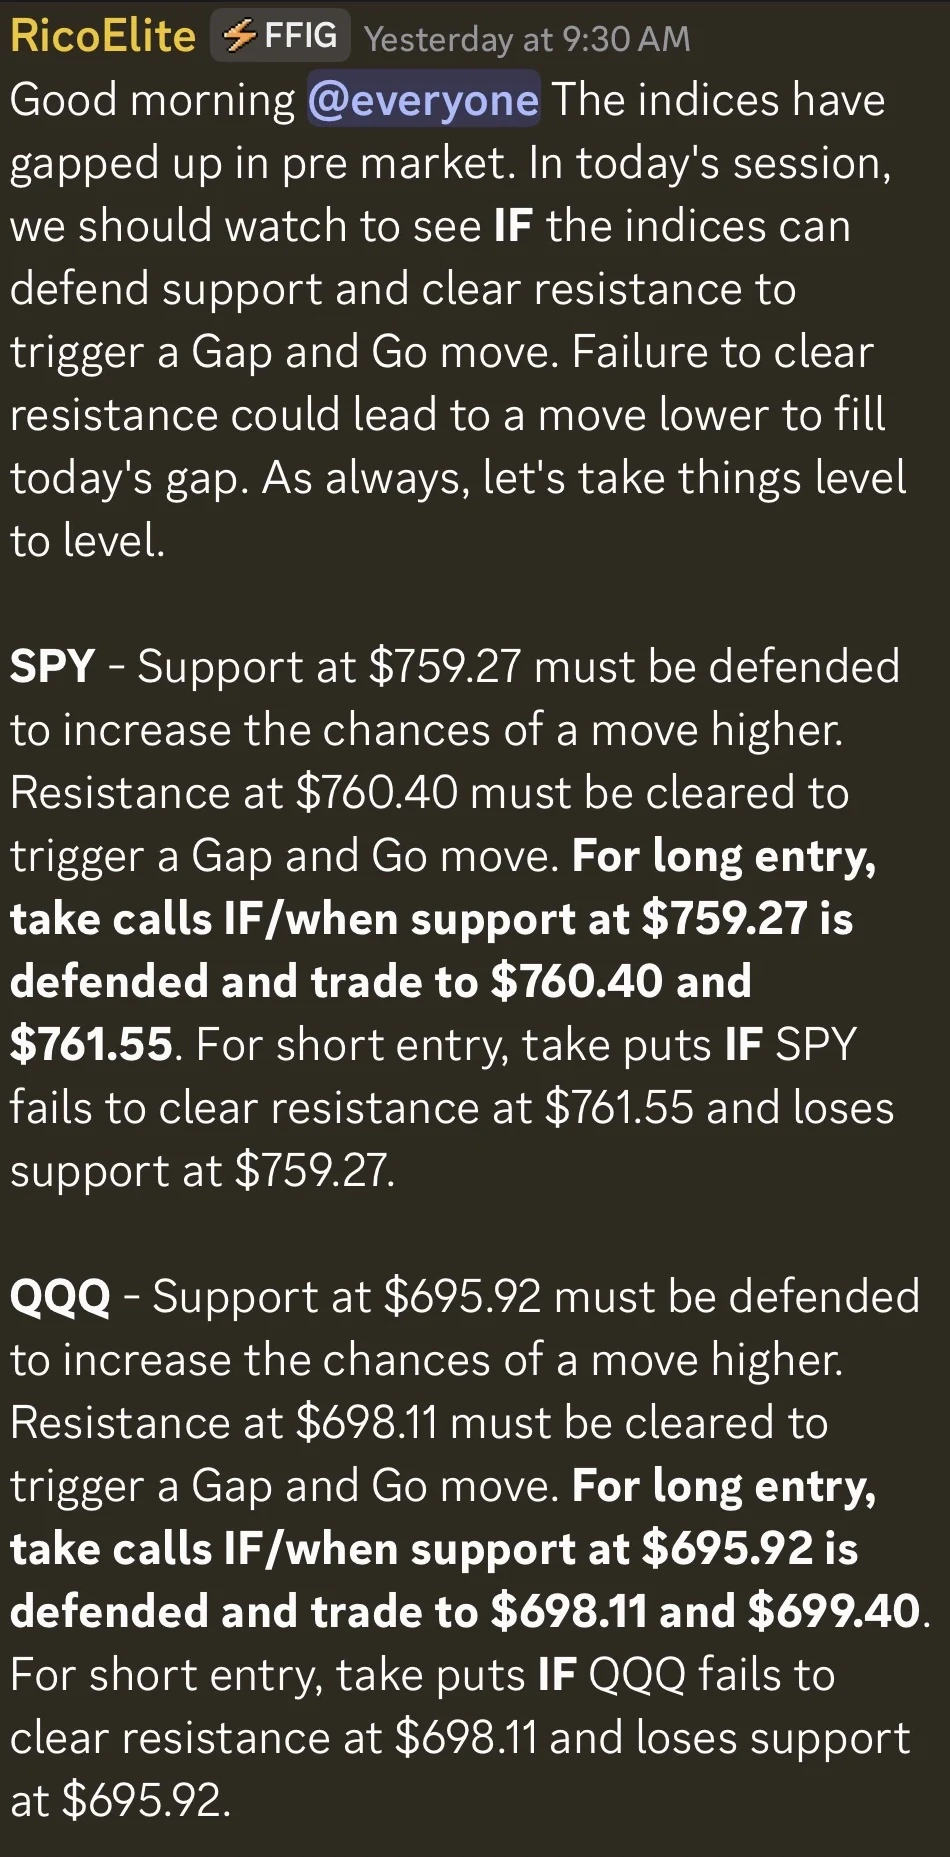 RicoElite ⚡FFIG Yesterday at 9:30 AM
Good morning @everyone The indices have
gapped up in pre market. In today's session,
we should watch to see IF the indices can
defend support and clear resistance to
trigger a Gap and Go move. Failure to clear
resistance could lead to a move lower to fill
today's gap. As always, let's take things level
to level.
SPY - Support at $759.27 must be defended
to increase the chances of a move higher.
Resistance at $760.40 must be cleared to
trigger a Gap and Go move. For long entry,
take calls IF/when support at $759.27 is
defended and trade to $760.40 and
$761.55. For short entry, take puts IF SPY
fails to clear resistance at $761.55 and loses
support at $759.27.
QQQ - Support at $695.92 must be defended
to increase the chances of a move higher.
Resistance at $698.11 must be cleared to
trigger a Gap and Go move. For long entry,
take calls IF/when support at $695.92 is
defended and trade to $698.11 and $699.40.
For short entry, take puts IF QQQ fails to
clear resistance at $698.11 and loses support
at $695.92.